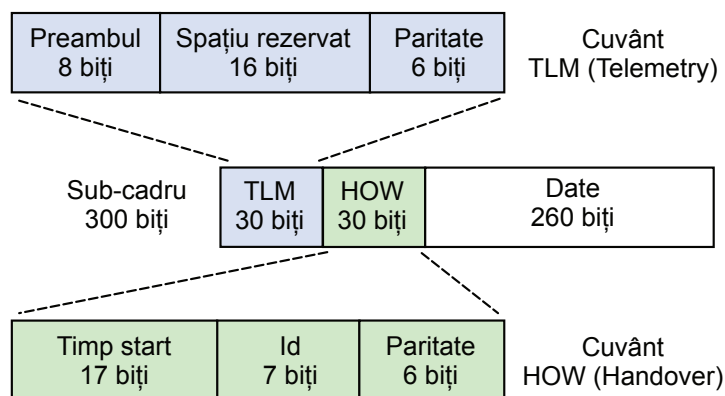 Preambul
8 biți
Spațiu rezervat
16 biți
Paritate
6 biți
Cuvânt
TLM (Telemetry)
Sub-cadru
300 biți
TLM
30 biți
HOW
30 biți
Date
260 biți
Timp start
17 biți
Id
7 biți
Paritate
6 biți
Cuvânt
HOW (Handover)